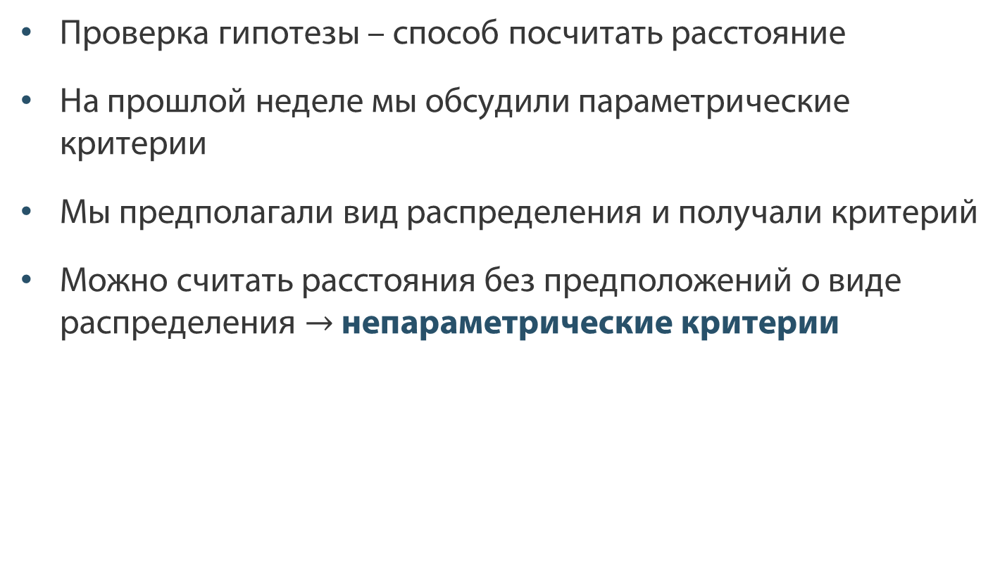 • Проверка гипотезы – способ посчитать расстояние
• На прошлой неделе мы обсудили параметрические
критерии
• Мы предполагали вид распределения и получали критерий
• Можно считать расстояния без предположений о виде
распределения → непараметрические критерии